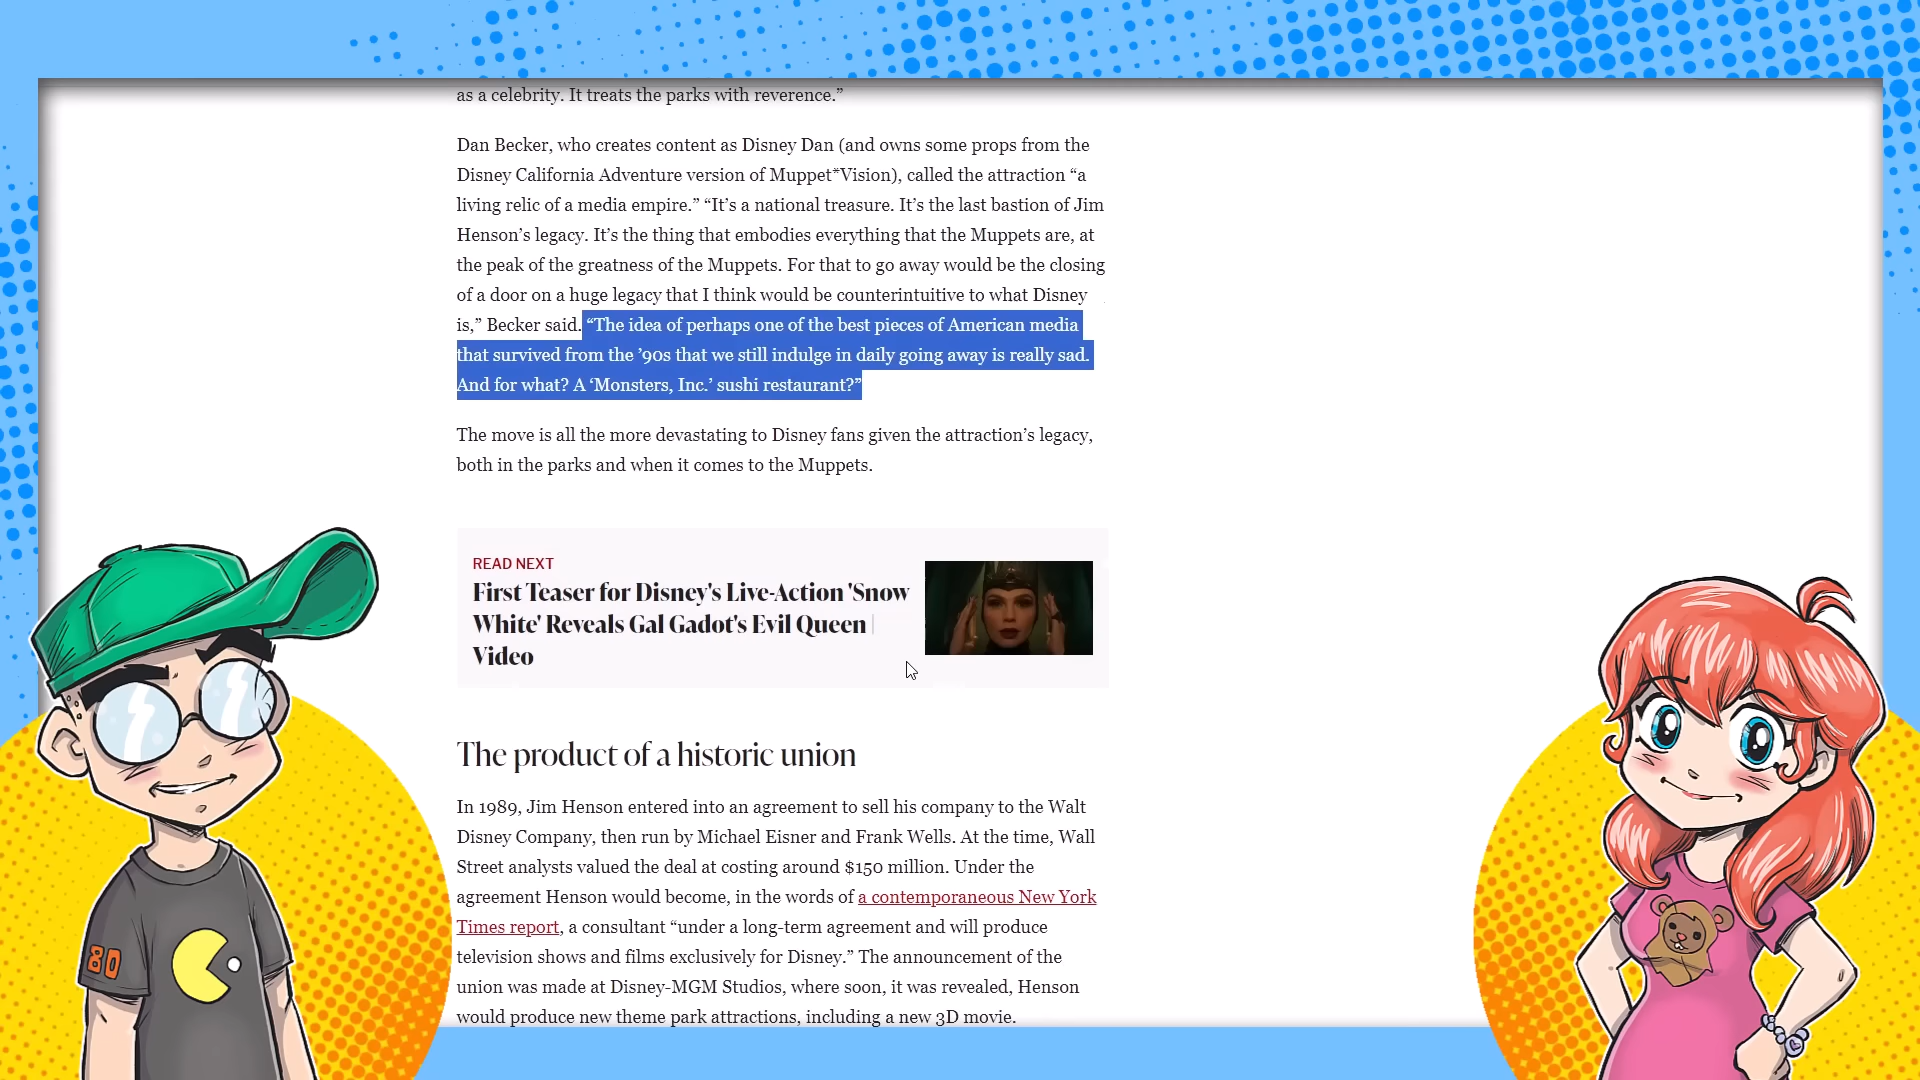 as a celebrity. It treats the parks with reverence.”
Dan Becker, who creates content as Disney Dan (and owns some props from the
Disney California Adventure version of Muppet*Vision), called the attraction “a
living relic of a media empire.” “It’s a national treasure. It’s the last bastion of Jim
Henson’s legacy. It’s the thing that embodies everything that the Muppets are, at
the peak of the greatness of the Muppets. For that to go away would be the closing
of a door on a huge legacy that I think would be counterintuitive to what Disney
is,” Becker said. “The idea of perhaps one of the best pieces of American media
that survived from the ’90s that we still indulge in daily going away is really sad.
And for what? A ‘Monsters, Inc.’ sushi restaurant?”
The move is all the more devastating to Disney fans given the attraction’s legacy,
both in the parks and when it comes to the Muppets.
READ NEXT
First Teaser for Disney's Live-Action 'Snow
White' Reveals Gal Gadot's Evil Queen |
Video
The product of a historic union
In 1989, Jim Henson entered into an agreement to sell his company to the Walt
Disney Company, then run by Michael Eisner and Frank Wells. At the time, Wall
Street analysts valued the deal at costing around $150 million. Under the
agreement Henson would become, in the words of a contemporaneous New York
Times report, a consultant “under a long-term agreement and will produce
television shows and films exclusively for Disney.” The announcement of the
union was made at Disney-MGM Studios, where soon, it was revealed, Henson
would produce new theme park attractions, including a new 3D movie.
80